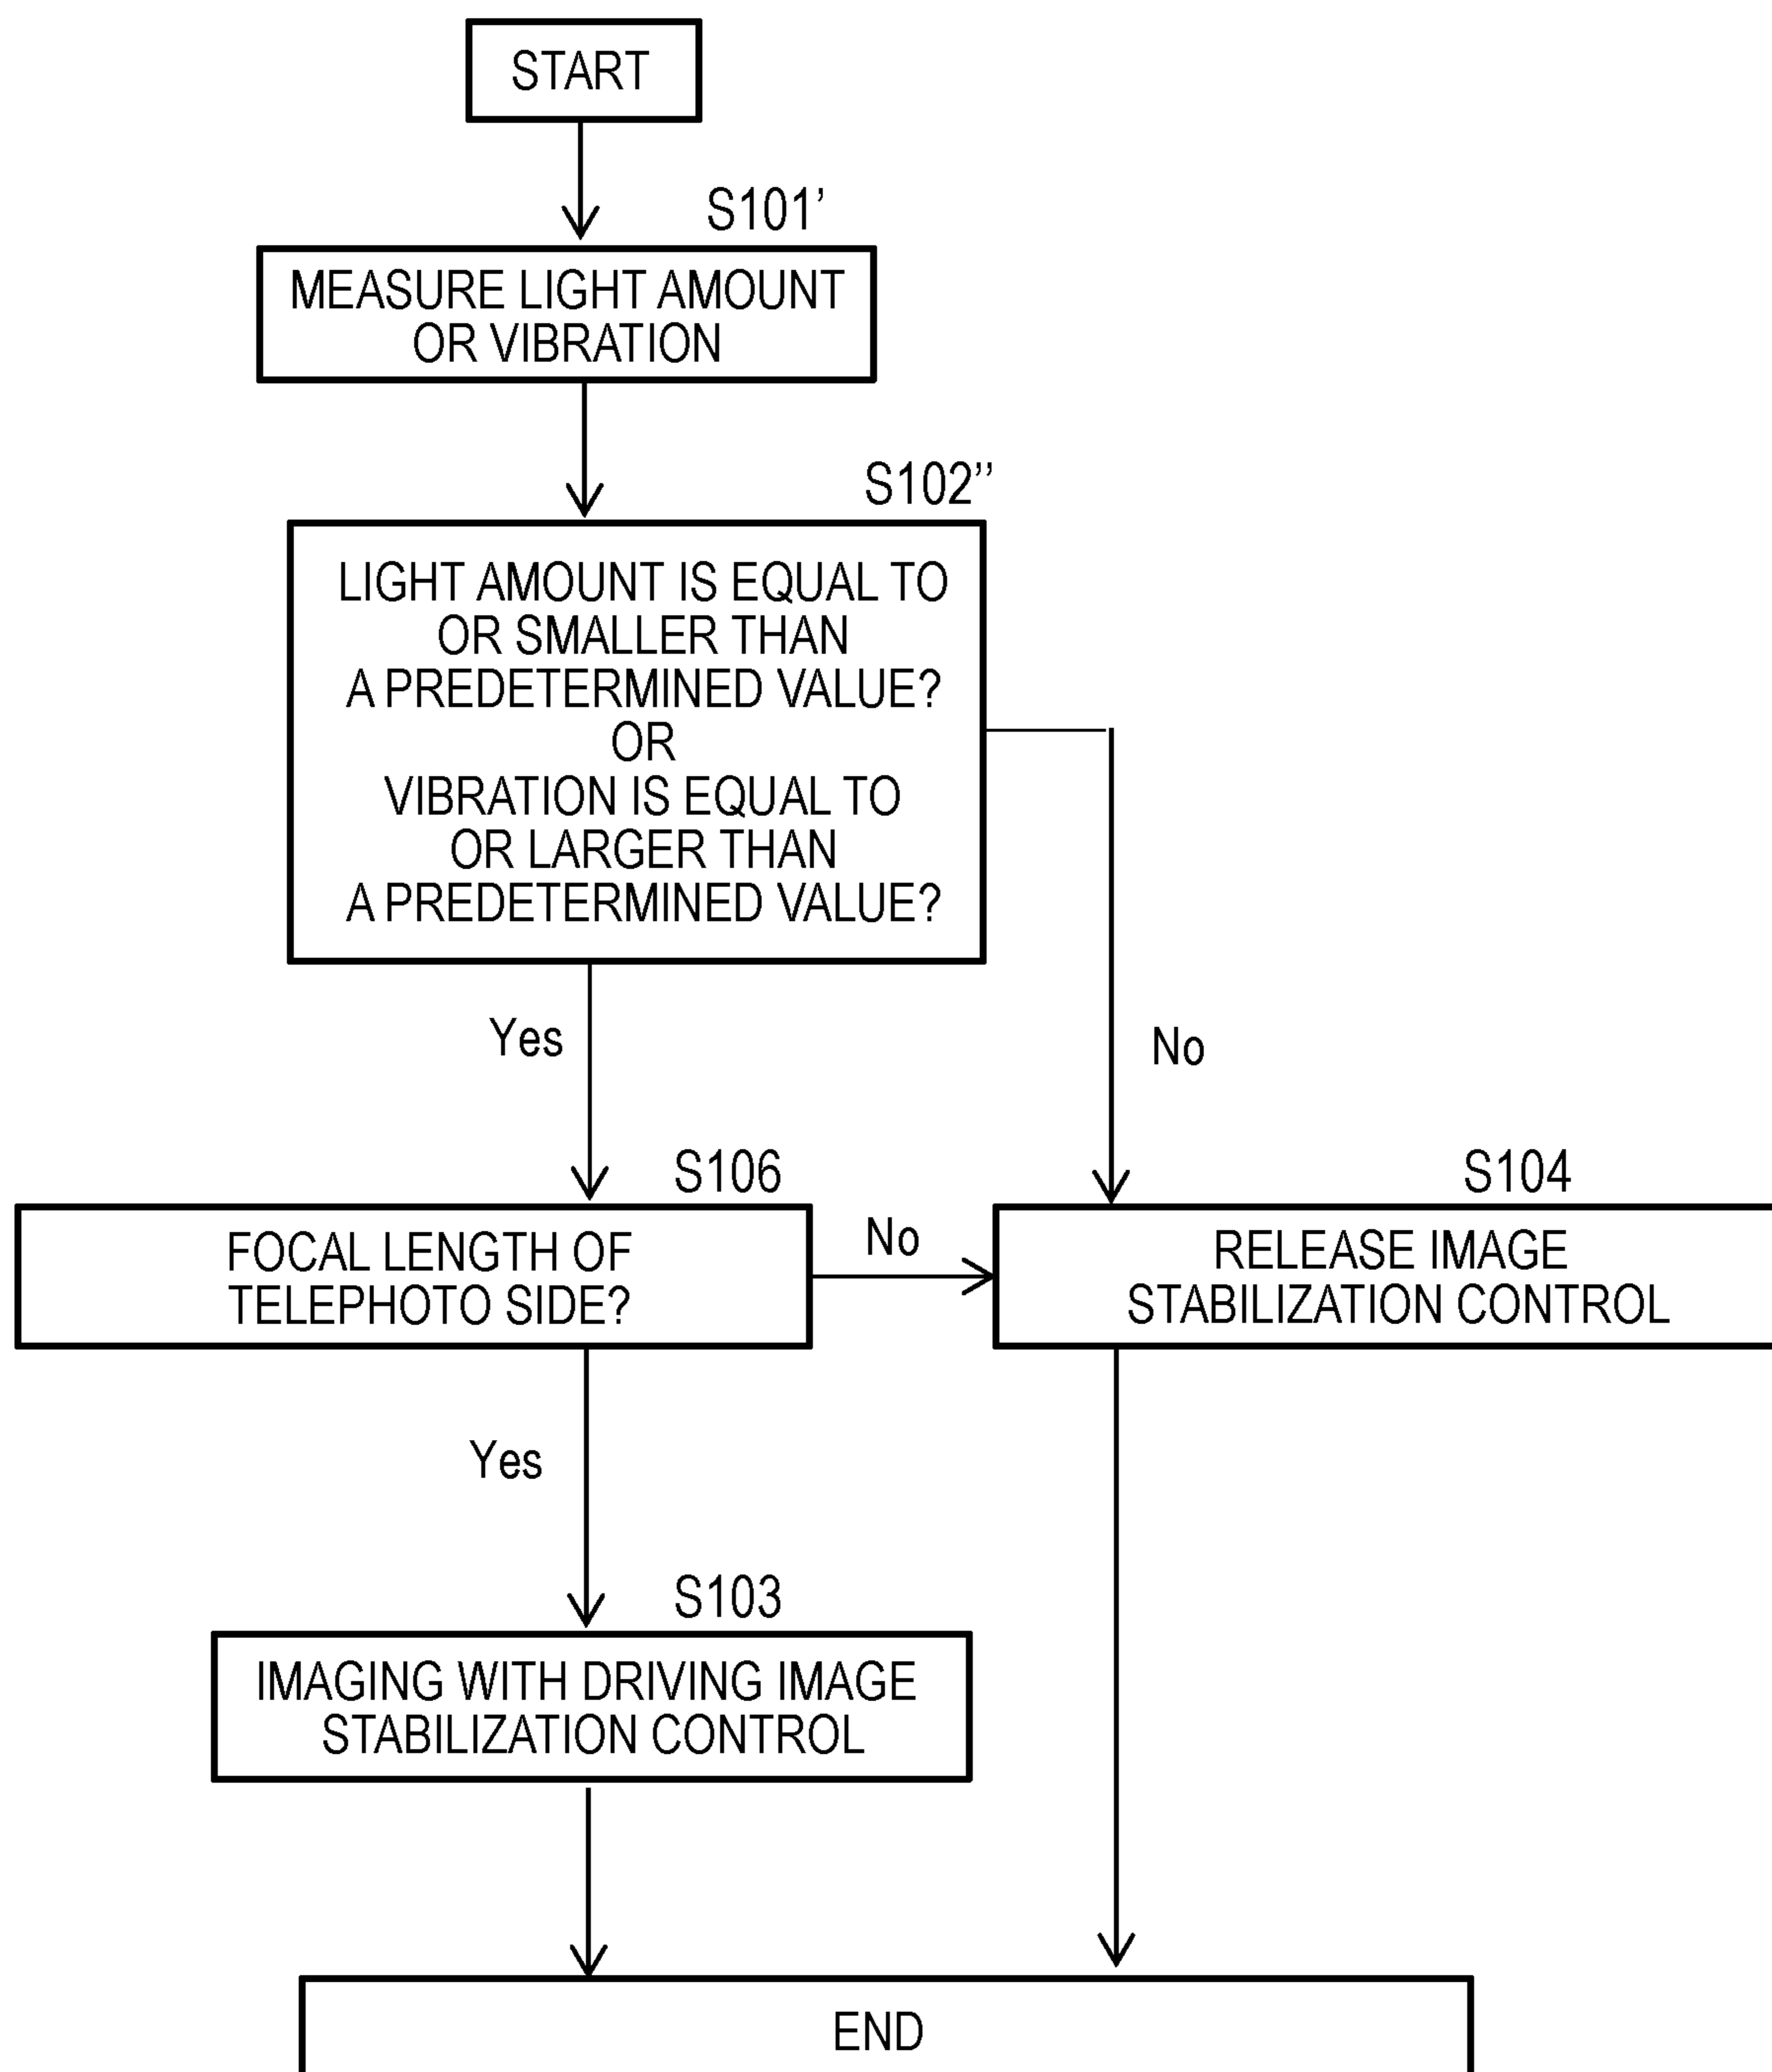 START
S101’
MEASURE LIGHT AMOUNT
OR VIBRATION
S102’’
LIGHT AMOUNT IS EQUAL TO
OR SMALLER THAN
A PREDETERMINED VALUE?
OR
VIBRATION IS EQUAL TO
OR LARGER THAN
A PREDETERMINED VALUE?
Yes
No
S106
FOCAL LENGTH OF
TELEPHOTO SIDE?
No
S104
RELEASE IMAGE
STABILIZATION CONTROL
Yes
S103
IMAGING WITH DRIVING IMAGE
STABILIZATION CONTROL
END